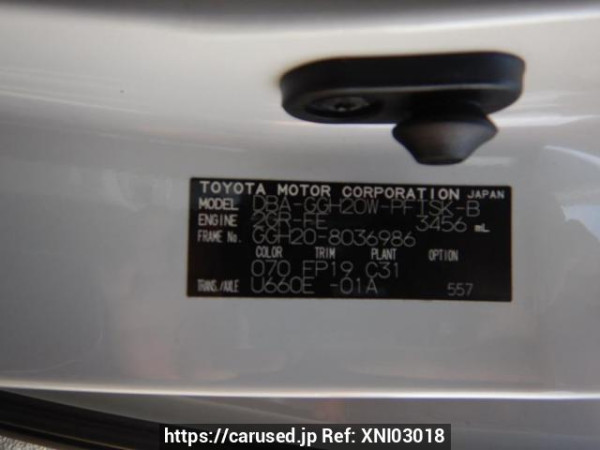 TOYOTA MOTOR CORPORATION JAPAN
MODEL DBA-GGH20W-PFTSK-B
ENGINE 2GR-FE 3456 mL
FRAME No. GGH20-8036986
COLOR TRIM PLANT OPTION
070 FP19 C31
TRANS./AXLE U660E -01A 557
https://carused.jp Ref: XNI03018